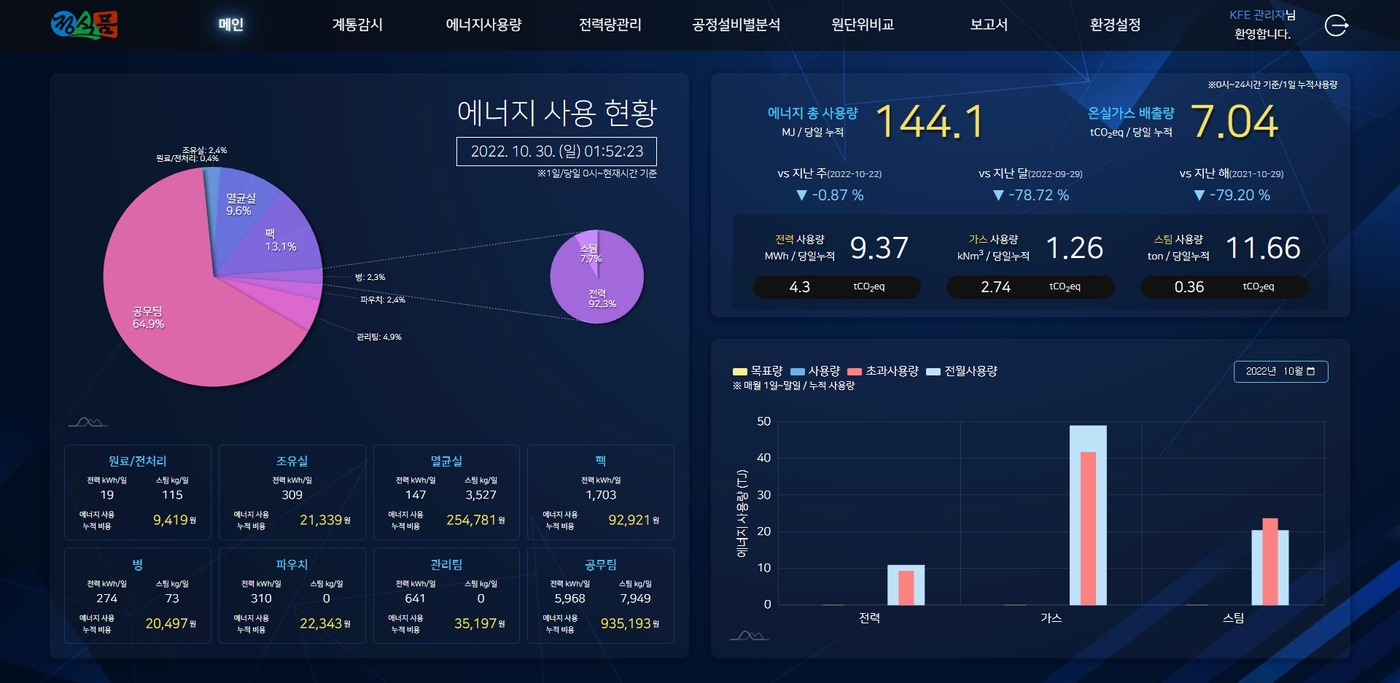 정식품
메인 계통감시 에너지사용량 전력량관리 공정설비별분석 원단위비교 보고서 환경설정
KFE 관리자님
환영합니다.
에너지 사용 현황
2022. 10. 30. (일) 01:52:23
※1일/당일 0시~현재시간 기준
조유실: 2.4%
원료/전처리: 0.4%
멸균실
9.6%
팩
13.1%
병: 2.3%
파우치: 2.4%
관리팀: 4.9%
공무팀
64.9%
스팀
7.7%
전력
92.3%
원료/전처리
전력 kWh/일 스팀 kg/일
19 115
에너지 사용
누적 비용
9,419 원
조유실
전력 kWh/일
309
에너지 사용
누적 비용
21,339 원
멸균실
전력 kWh/일 스팀 kg/일
147 3,527
에너지 사용
누적 비용
254,781 원
팩
전력 kWh/일
1,703
에너지 사용
누적 비용
92,921 원
병
전력 kWh/일 스팀 kg/일
274 73
에너지 사용
누적 비용
20,497 원
파우치
전력 kWh/일 스팀 kg/일
310 0
에너지 사용
누적 비용
22,343 원
관리팀
전력 kWh/일 스팀 kg/일
641 0
에너지 사용
누적 비용
35,197 원
공무팀
전력 kWh/일 스팀 kg/일
5,968 7,949
에너지 사용
누적 비용
935,193 원
※0시~24시간 기준/1일 누적사용량
에너지 총 사용량
MJ / 당일 누적
144.1
온실가스 배출량
tCO₂eq / 당일 누적
7.04
vs 지난 주(2022-10-22)
▼ -0.87 %
vs 지난 달(2022-09-29)
▼ -78.72 %
vs 지난 해(2021-10-29)
▼ -79.20 %
전력 사용량
MWh / 당일누적
9.37
4.3 tCO₂eq
가스 사용량
kNm³ / 당일누적
1.26
2.74 tCO₂eq
스팀 사용량
ton / 당일누적
11.66
0.36 tCO₂eq
목표량 사용량 초과사용량 전월사용량
※ 매월 1일~말일 / 누적 사용량
2022년 10월
에너지 사용량 (TJ)
50
40
30
20
10
0
전력 가스 스팀